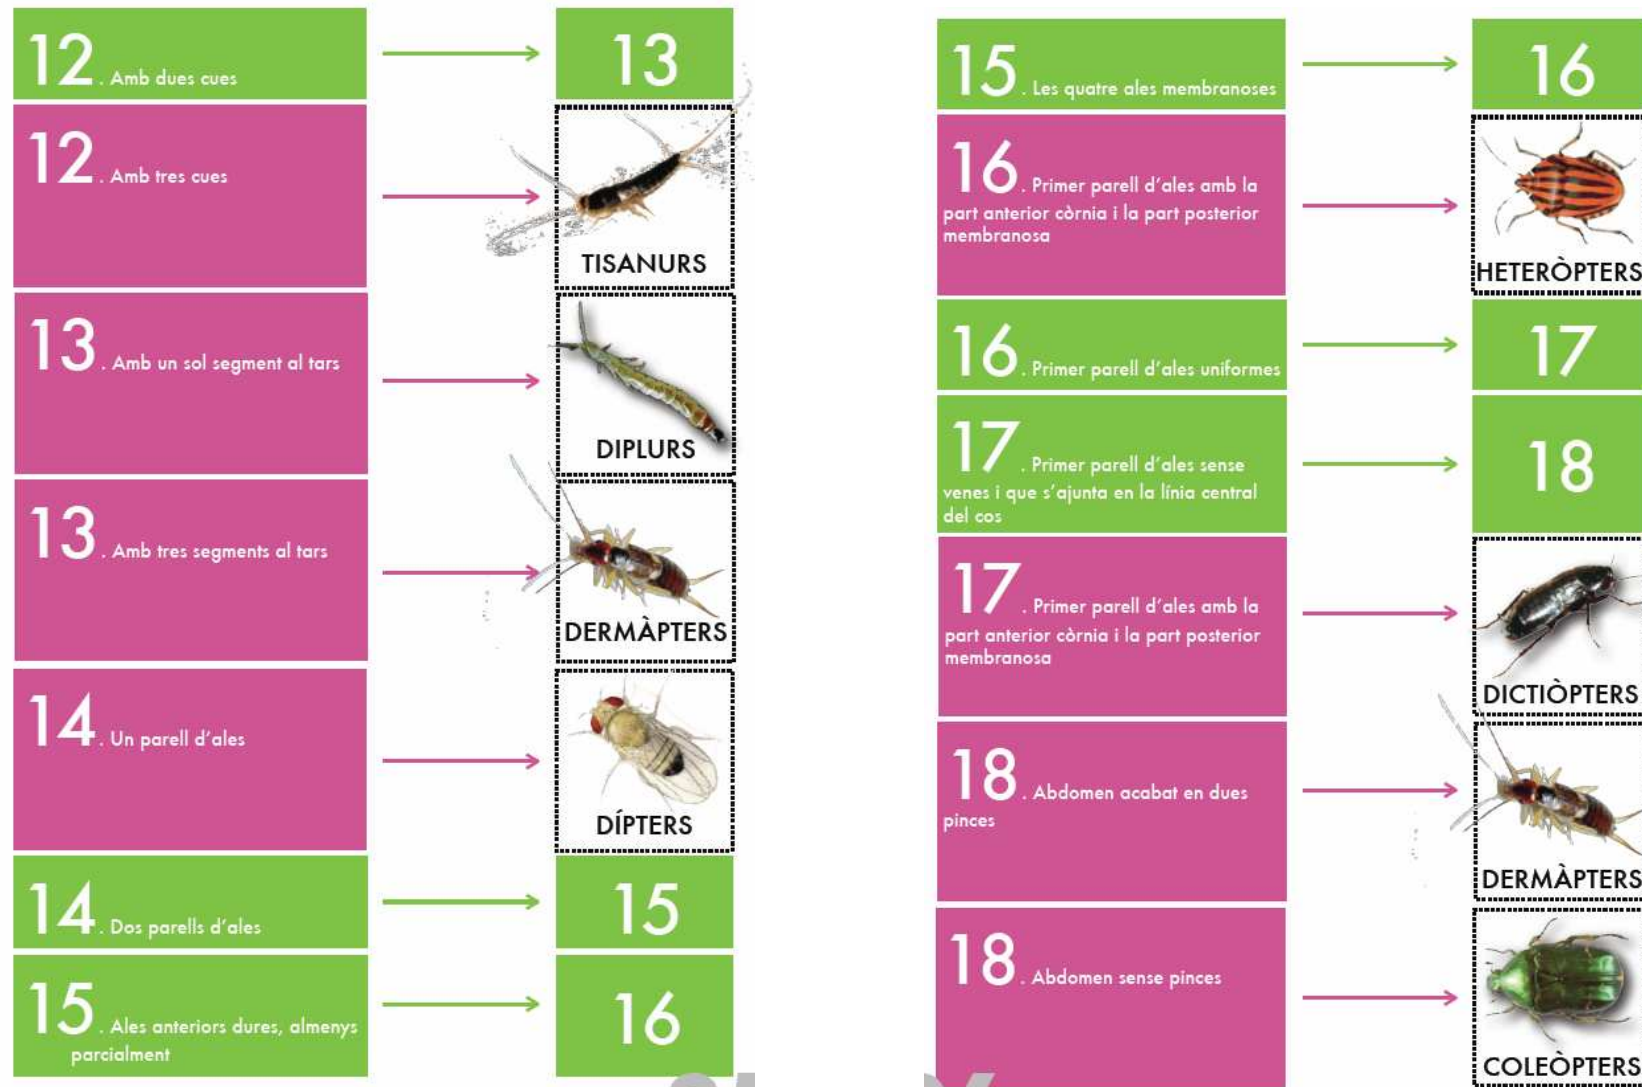 12. Amb dues cues
13
12. Amb tres cues
TISANURS
13. Amb un sol segment al tars
DIPLURS
13. Amb tres segments al tars
DERMÀPTERS
14. Un parell d'ales
DÍPTERS
14. Dos parells d'ales
15
15. Ales anteriors dures, almenys
parcialment
16
15. Les quatre ales membranoses
16
16. Primer parell d'ales amb la
part anterior còrnia i la part posterior
membranosa
HETERÒPTERS
16. Primer parell d'ales uniformes
17
17. Primer parell d'ales sense
venes i que s'ajunta en la línia central
del cos
18
17. Primer parell d'ales amb la
part anterior còrnia i la part posterior
membranosa
DICTIÒPTERS
18. Abdomen acabat en dues
pinces
DERMÀPTERS
18. Abdomen sense pinces
COLEÒPTERS